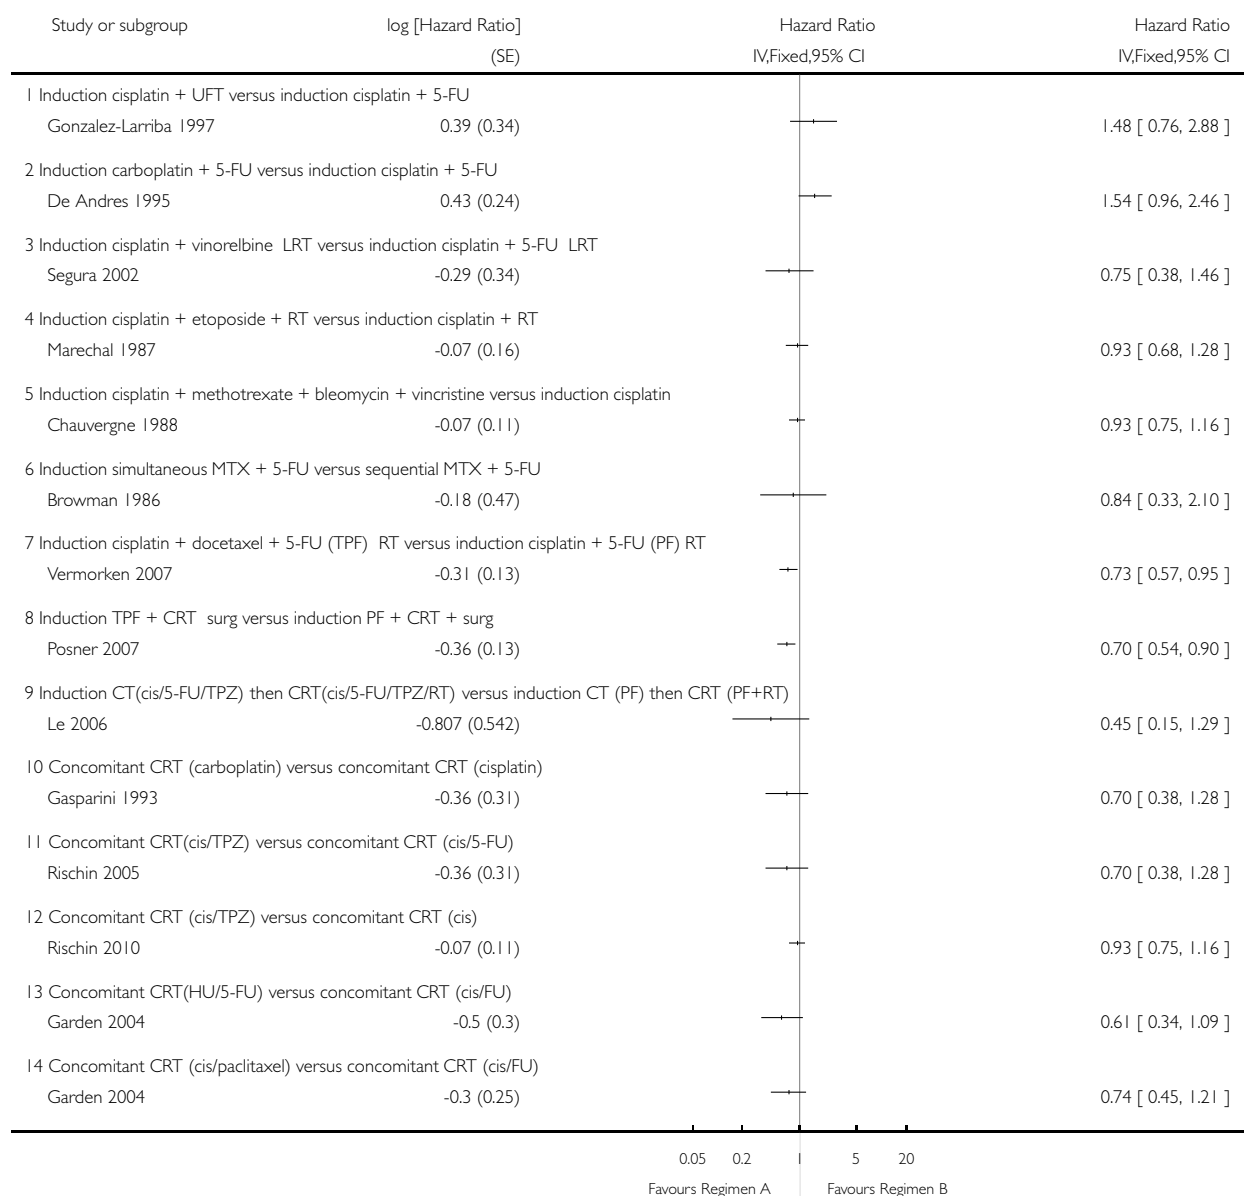 Study or subgroup log [Hazard Ratio] Hazard Ratio Hazard Ratio
(SE) IV,Fixed,95% CI IV,Fixed,95% CI
1 Induction cisplatin + UFT versus induction cisplatin + 5-FU
Gonzalez-Larriba 1997 0.39 (0.34) 1.48 [ 0.76, 2.88 ]
2 Induction carboplatin + 5-FU versus induction cisplatin + 5-FU
De Andres 1995 0.43 (0.24) 1.54 [ 0.96, 2.46 ]
3 Induction cisplatin + vinorelbine LRT versus induction cisplatin + 5-FU LRT
Segura 2002 -0.29 (0.34) 0.75 [ 0.38, 1.46 ]
4 Induction cisplatin + etoposide + RT versus induction cisplatin + RT
Marechal 1987 -0.07 (0.16) 0.93 [ 0.68, 1.28 ]
5 Induction cisplatin + methotrexate + bleomycin + vincristine versus induction cisplatin
Chauvergne 1988 -0.07 (0.11) 0.93 [ 0.75, 1.16 ]
6 Induction simultaneous MTX + 5-FU versus sequential MTX + 5-FU
Browman 1986 -0.18 (0.47) 0.84 [ 0.33, 2.10 ]
7 Induction cisplatin + docetaxel + 5-FU (TPF) RT versus induction cisplatin + 5-FU (PF) RT
Vermorken 2007 -0.31 (0.13) 0.73 [ 0.57, 0.95 ]
8 Induction TPF + CRT surg versus induction PF + CRT + surg
Posner 2007 -0.36 (0.13) 0.70 [ 0.54, 0.90 ]
9 Induction CT(cis/5-FU/TPZ) then CRT(cis/5-FU/TPZ/RT) versus induction CT (PF) then CRT (PF+RT)
Le 2006 -0.807 (0.542) 0.45 [ 0.15, 1.29 ]
10 Concomitant CRT (carboplatin) versus concomitant CRT (cisplatin)
Gasparini 1993 -0.36 (0.31) 0.70 [ 0.38, 1.28 ]
11 Concomitant CRT(cis/TPZ) versus concomitant CRT (cis/5-FU)
Rischin 2005 -0.36 (0.31) 0.70 [ 0.38, 1.28 ]
12 Concomitant CRT (cis/TPZ) versus concomitant CRT (cis)
Rischin 2010 -0.07 (0.11) 0.93 [ 0.75, 1.16 ]
13 Concomitant CRT(HU/5-FU) versus concomitant CRT (cis/FU)
Garden 2004 -0.5 (0.3) 0.61 [ 0.34, 1.09 ]
14 Concomitant CRT (cis/paclitaxel) versus concomitant CRT (cis/FU)
Garden 2004 -0.3 (0.25) 0.74 [ 0.45, 1.21 ]
0.05 0.2 1 5 20
Favours Regimen A Favours Regimen B